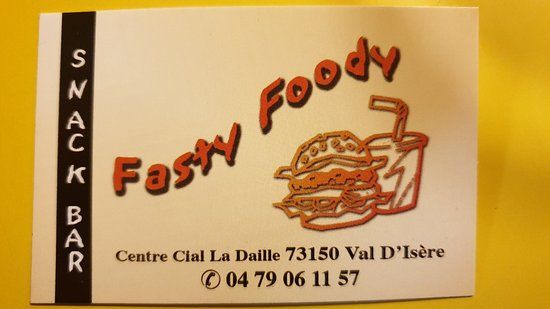 SNACK BAR
Fasty Foody
Centre Cial La Daille 73150 Val D'Isère
✆ 04 79 06 11 57